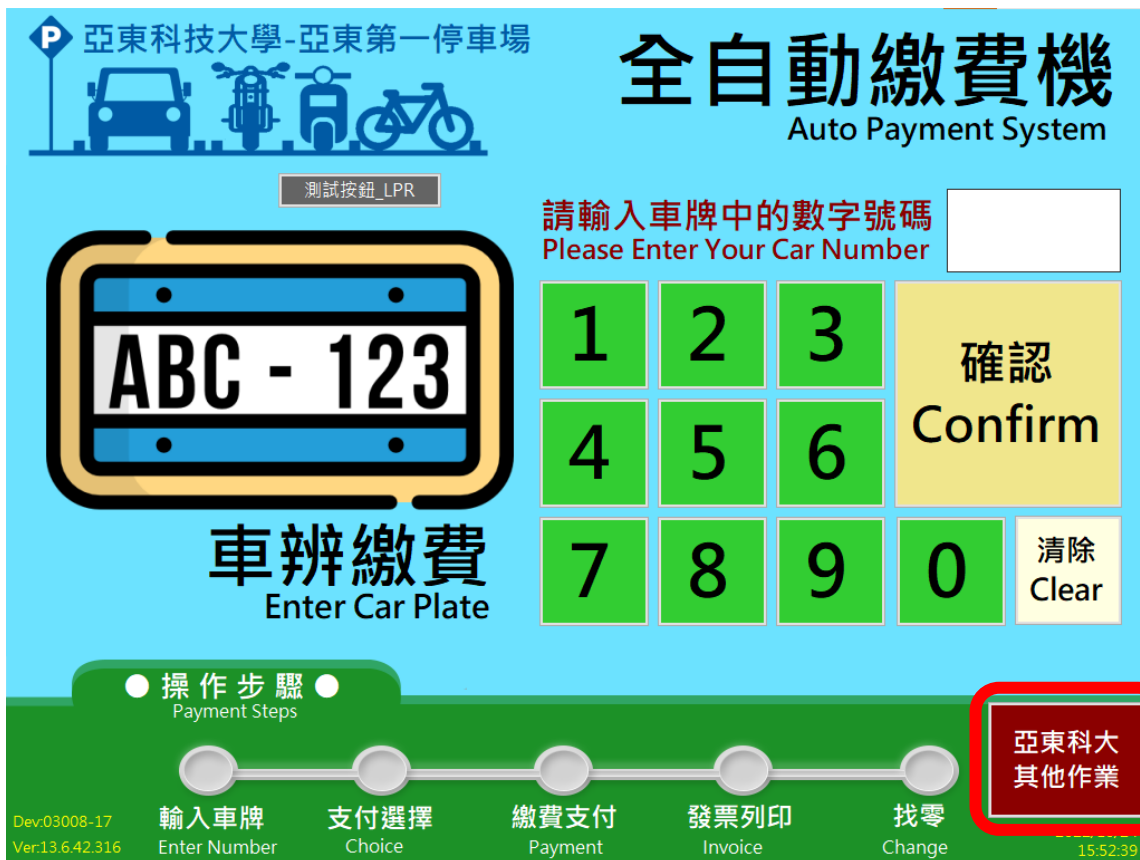 P 亞東科技大學-亞東第一停車場
全自動繳費機
Auto Payment System
測試按鈕_LPR
ABC - 123
車辨繳費
Enter Car Plate
請輸入車牌中的數字號碼
Please Enter Your Car Number
1 2 3
確認
Confirm
4 5 6
7 8 9 0
清除
Clear
●操作步驟●
Payment Steps
輸入車牌 支付選擇 繳費支付 發票列印 找零
Enter Number Choice Payment Invoice Change
亞東科大
其他作業
Dev:03008-17
Ver:13.6.42.316
15:52:39